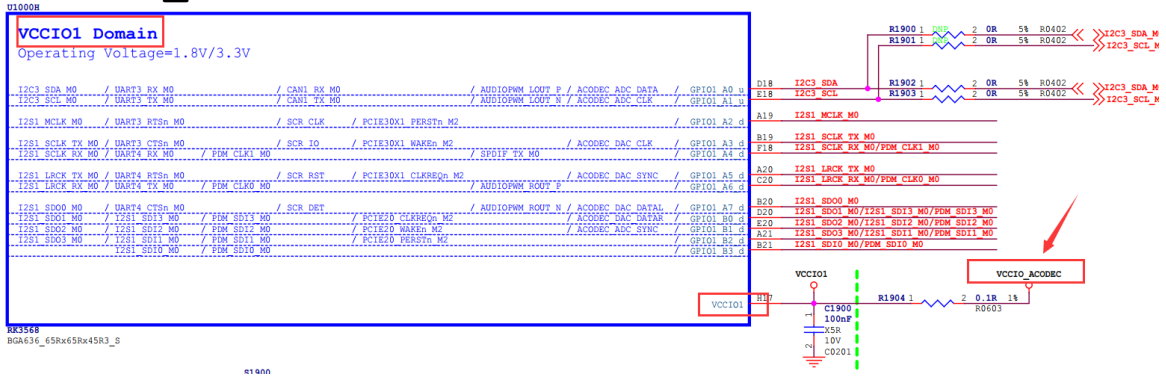 U1000H
VCCIO1 Domain
Operating Voltage=1.8V/3.3V
R1900 1 DNP 2 0R 5% R0402 I2C3_SDA_M
R1901 1 DNP 2 0R 5% R0402 I2C3_SCL_M
I2C3_SDA_M0 / UART3_RX_M0 / CAN1_RX_M0 / AUDIOPWM_LOUT_P / ACODEC_ADC_DATA / GPIO1_A0_u D18 I2C3_SDA R1902 1 2 0R 5% R0402 I2C3_SDA_M
I2C3_SCL_M0 / UART3_TX_M0 / CAN1_TX_M0 / AUDIOPWM_LOUT_N / ACODEC_ADC_CLK / GPIO1_A1_u E18 I2C3_SCL R1903 1 2 0R 5% R0402 I2C3_SCL_M
I2S1_MCLK_M0 / UART3_RTSn_M0 / SCR_CLK / PCIE30X1_PERSTn_M2 / GPIO1_A2_d A19 I2S1_MCLK_M0
I2S1_SCLK_TX_M0 / UART3_CTSn_M0 / SCR_IO / PCIE30X1_WAKEn_M2 / ACODEC_DAC_CLK / GPIO1_A3_d B19 I2S1_SCLK_TX_M0
I2S1_SCLK_RX_M0 / UART4_RX_M0 / PDM_CLK1_M0 / SPDIF_TX_M0 / GPIO1_A4_d F18 I2S1_SCLK_RX_M0/PDM_CLK1_M0
I2S1_LRCK_TX_M0 / UART4_RTSn_M0 / SCR_RST / PCIE30X1_CLKREQn_M2 / ACODEC_DAC_SYNC / GPIO1_A5_d A20 I2S1_LRCK_TX_M0
I2S1_LRCK_RX_M0 / UART4_TX_M0 / PDM_CLK0_M0 / AUDIOPWM_ROUT_P / GPIO1_A6_d C20 I2S1_LRCK_RX_M0/PDM_CLK0_M0
I2S1_SDO0_M0 / UART4_CTSn_M0 / SCR_DET / AUDIOPWM_ROUT_N / ACODEC_DAC_DATAL / GPIO1_A7_d B20 I2S1_SDO0_M0
I2S1_SDO1_M0 / I2S1_SDI3_M0 / PDM_SDI3_M0 / PCIE20_CLKREQn_M2 / ACODEC_DAC_DATAR / GPIO1_B0_d D20 I2S1_SDO1_M0/I2S1_SDI3_M0/PDM_SDI3_M0
I2S1_SDO2_M0 / I2S1_SDI2_M0 / PDM_SDI2_M0 / PCIE20_WAKEn_M2 / ACODEC_ADC_SYNC / GPIO1_B1_d E20 I2S1_SDO2_M0/I2S1_SDI2_M0/PDM_SDI2_M0
I2S1_SDO3_M0 / I2S1_SDI1_M0 / PDM_SDI1_M0 / PCIE20_PERSTn_M2 / GPIO1_B2_d A21 I2S1_SDO3_M0/I2S1_SDI1_M0/PDM_SDI1_M0
I2S1_SDI0_M0 / PDM_SDI0_M0 / GPIO1_B3_d B21 I2S1_SDI0_M0/PDM_SDI0_M0
VCCIO1 VCCIO_ACODEC
VCCIO1 H17 R1904 1 2 0.1R 1%
R0603
1 C1900
100nF
X5R
10V
2 C0201
RK3568
BGA636_65Rx65Rx45R3_S
S1900